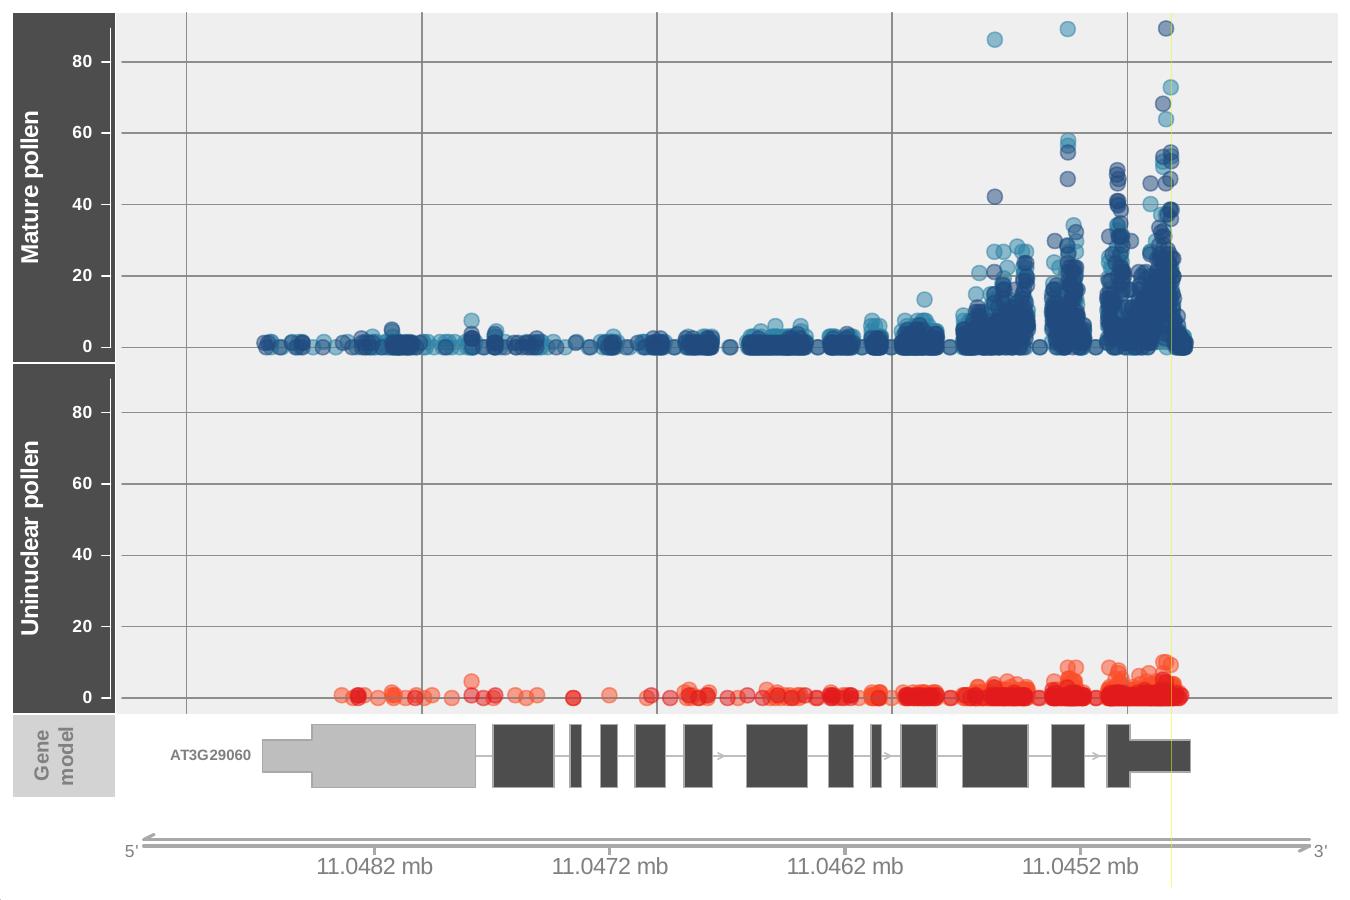 Mature pollen
80
60
40
20
0
Uninuclear pollen
80
60
40
20
0
Gene
model
AT3G29060
5'
3'
11.0482 mb
11.0472 mb
11.0462 mb
11.0452 mb